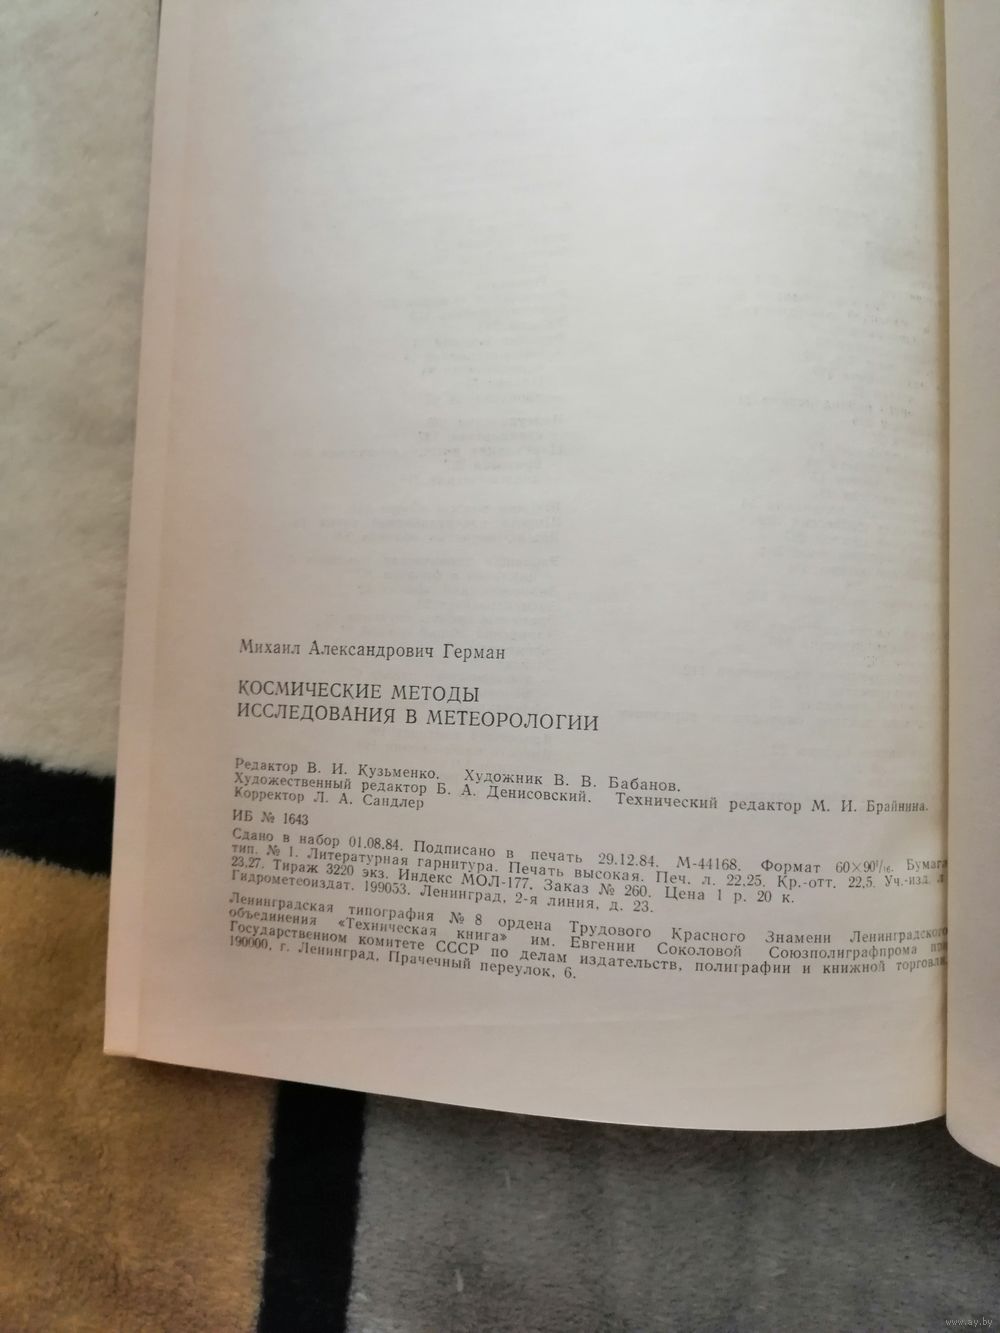 Михаил Александрович Герман
КОСМИЧЕСКИЕ МЕТОДЫ
ИССЛЕДОВАНИЯ В МЕТЕОРОЛОГИИ
Редактор В. И. Кузьменко. Художник В. В. Бабанов.
Художественный редактор Б. А. Денисовский. Технический редактор М. И. Брайнина.
Корректор Л. А. Сандлер
ИБ № 1643
Сдано в набор 01.08.84. Подписано в печать 29.12.84. М-44168. Формат 60×90¹/₁₆. Бумага
тип. № 1. Литературная гарнитура. Печать высокая. Печ. л. 22,25. Кр.-отт. 22,5. Уч.-изд. л
23,27. Тираж 3220 экз. Индекс МОЛ-177. Заказ № 260. Цена 1 р. 20 к.
Гидрометеоиздат. 199053. Ленинград, 2-я линия, д. 23.
Ленинградская типография № 8 ордена Трудового Красного Знамени Ленинградского
объединения «Техническая книга» им. Евгении Соколовой Союзполиграфпрома при
Государственном комитете СССР по делам издательств, полиграфии и книжной торговли.
190000, г. Ленинград, Прачечный переулок, 6.
www.ay.by